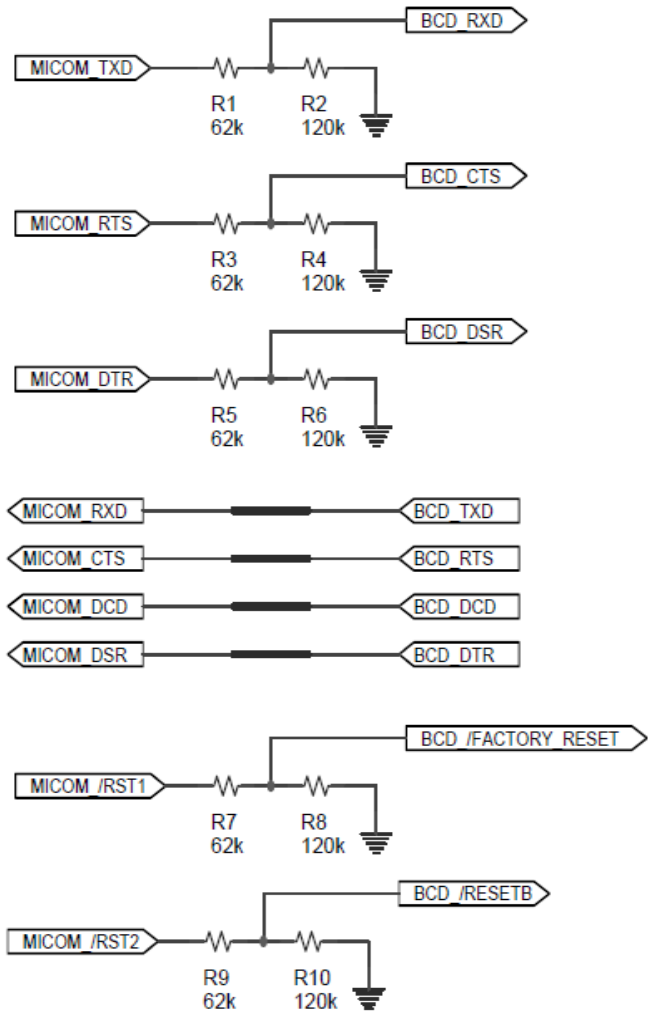 BCD_RXD
MICOM_TXD
R1 R2
62k 120k
BCD_CTS
MICOM_RTS
R3 R4
62k 120k
BCD_DSR
MICOM_DTR
R5 R6
62k 120k
MICOM_RXD BCD_TXD
MICOM_CTS BCD_RTS
MICOM_DCD BCD_DCD
MICOM_DSR BCD_DTR
BCD_/FACTORY_RESET
MICOM_/RST1
R7 R8
62k 120k
BCD_/RESETB
MICOM_/RST2
R9 R10
62k 120k